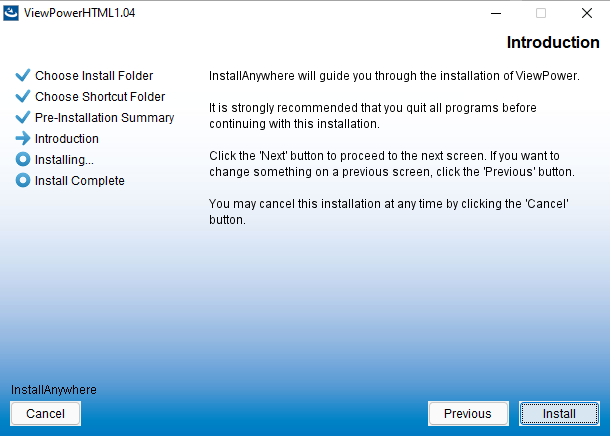 ViewPowerHTML1.04
Introduction
Choose Install Folder
Choose Shortcut Folder
Pre-Installation Summary
Introduction
Installing...
Install Complete
InstallAnywhere will guide you through the installation of ViewPower.
It is strongly recommended that you quit all programs before
continuing with this installation.
Click the 'Next' button to proceed to the next screen. If you want to
change something on a previous screen, click the 'Previous' button.
You may cancel this installation at any time by clicking the 'Cancel'
button.
InstallAnywhere
Cancel
Previous
Install